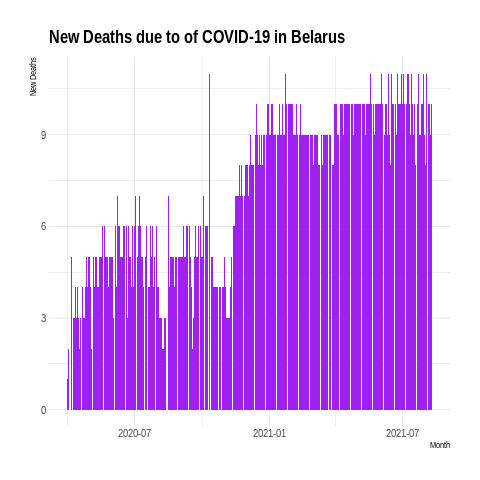 New Deaths due to of COVID-19 in Belarus
New Deaths
9
6
3
0
2020-07
2021-01
2021-07
Month